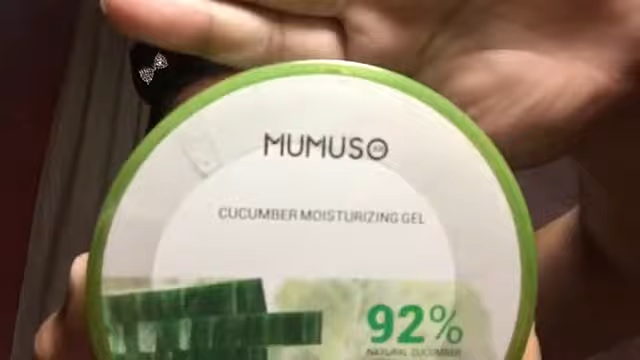 MUMUSO
CUCUMBER MOISTURIZING GEL
92%
NATURAL CUCUMBER